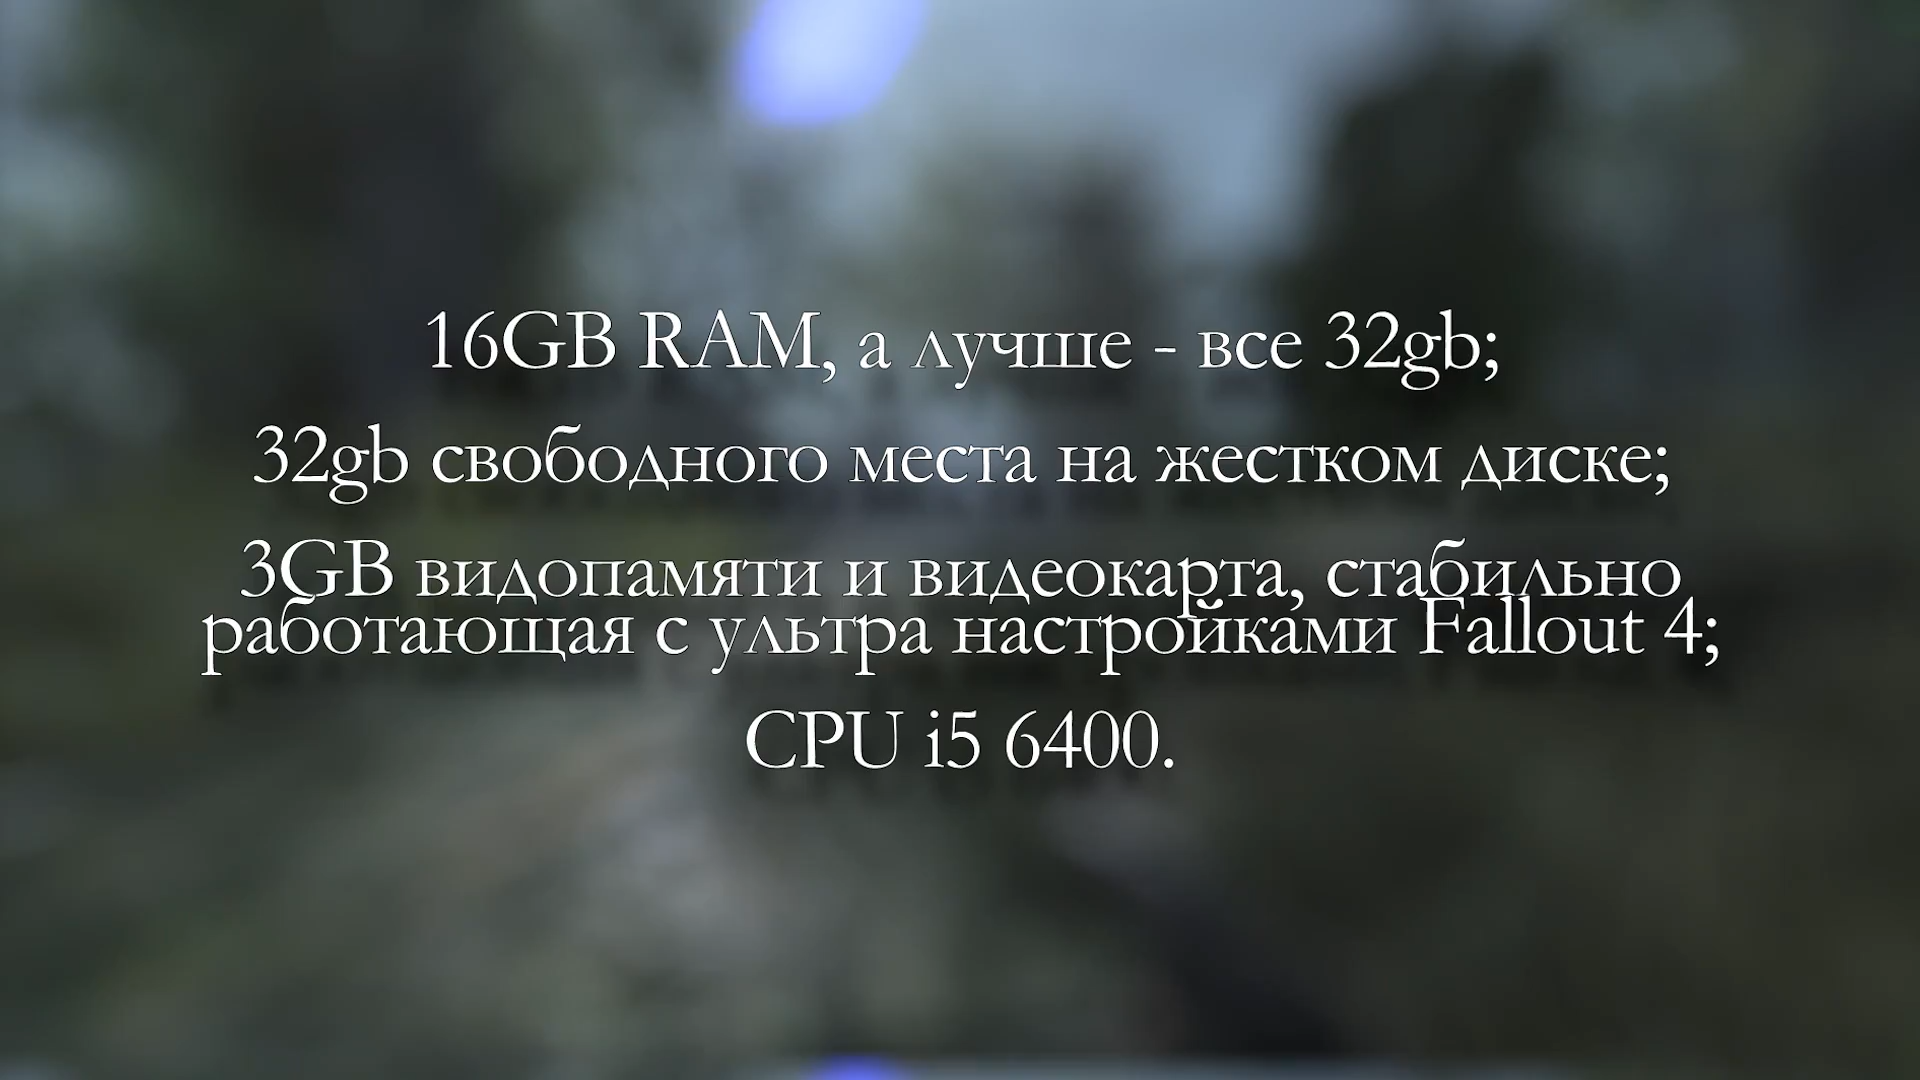 16GB RAM, а лучше - все 32gb;
32gb свободного места на жестком диске;
3GB видопамяти и видеокарта, стабильно
работающая с ультра настройками Fallout 4;
CPU i5 6400.